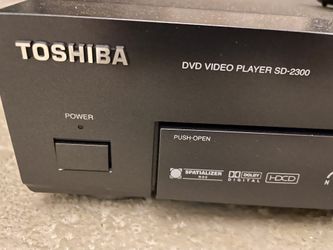 TOSHIBA
DVD VIDEO PLAYER SD-2300
POWER
PUSH-OPEN
SPATIALIZER
DOLBY
DIGITAL
HDCD
N